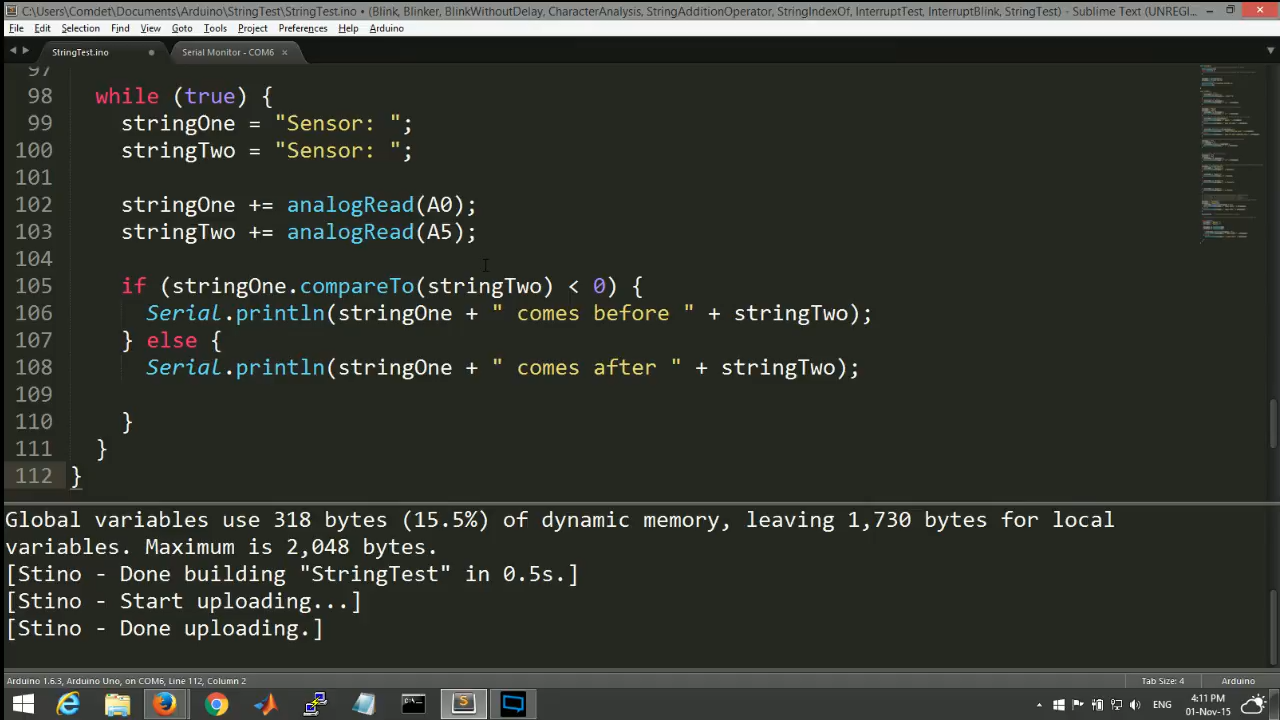 C:\Users\Comdet\Documents\Arduino\StringTest\StringTest.ino • (Blink, Blinker, BlinkWithoutDelay, CharacterAnalysis, StringAdditionOperator, StringIndexOf, InterruptTest, InterruptBlink, StringTest) - Sublime Text (UNREGI...
File Edit Selection Find View Goto Tools Project Preferences Help Arduino
StringTest.ino Serial Monitor - COM6 ×
97
98 while (true) {
99 stringOne = "Sensor: ";
100 stringTwo = "Sensor: ";
101
102 stringOne += analogRead(A0);
103 stringTwo += analogRead(A5);
104
105 if (stringOne.compareTo(stringTwo) < 0) {
106 Serial.println(stringOne + " comes before " + stringTwo);
107 } else {
108 Serial.println(stringOne + " comes after " + stringTwo);
109
110 }
111 }
112 }
Global variables use 318 bytes (15.5%) of dynamic memory, leaving 1,730 bytes for local
variables. Maximum is 2,048 bytes.
[Stino - Done building "StringTest" in 0.5s.]
[Stino - Start uploading...]
[Stino - Done uploading.]
Arduino 1.6.3, Arduino Uno, on COM6, Line 112, Column 2 Tab Size: 4 Arduino
ENG 4:11 PM
01-Nov-15